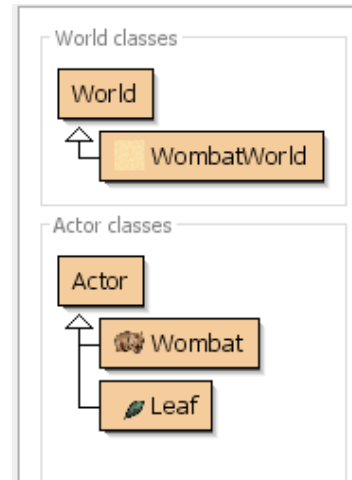 World classes
World
WombatWorld
Actor classes
Actor
Wombat
Leaf